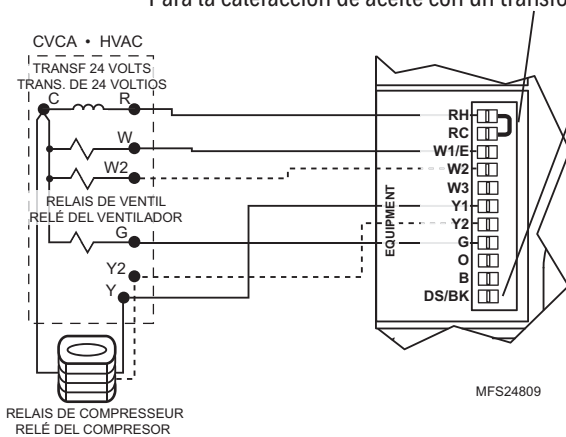 Para la calefacción de aceite con un transfo
CVCA • HVAC
TRANSF 24 VOLTS
TRANS. DE 24 VOLTIOS
C
R
W
W2
RELAIS DE VENTIL
RELÉ DEL VENTILADOR
G
Y2
Y
RELAIS DE COMPRESSEUR
RELÉ DEL COMPRESOR
EQUIPMENT
RH
RC
W1/E
W2
W3
Y1
Y2
G
O
B
DS/BK
MFS24809